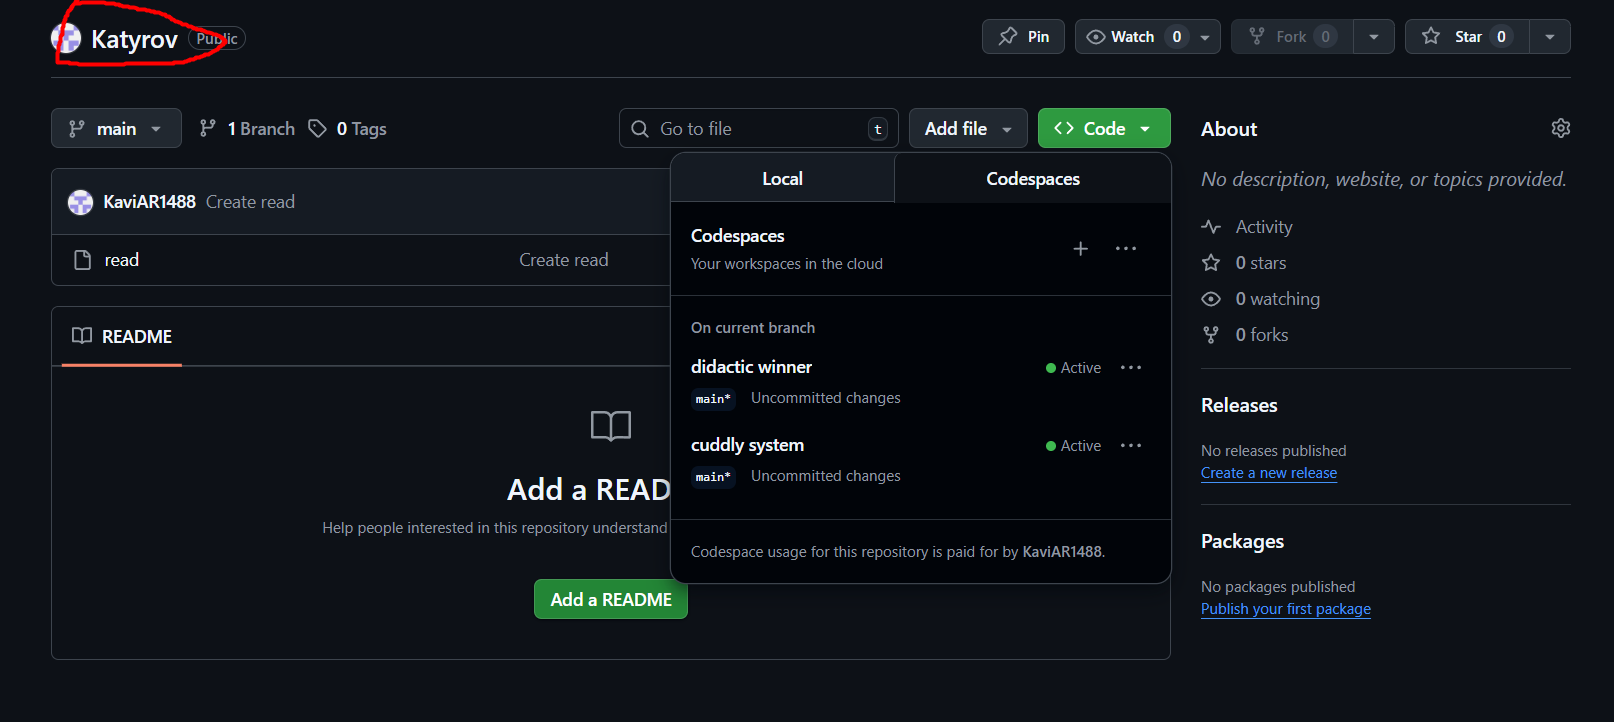 Katyrov Public
Pin
Watch 0
Fork 0
Star 0
main
1 Branch
0 Tags
Go to file
t
Add file
Code
KaviAR1488 Create read
read
Create read
README
Add a READ
Help people interested in this repository understand
Add a README
Local
Codespaces
Codespaces
Your workspaces in the cloud
On current branch
didactic winner
Active
main* Uncommitted changes
cuddly system
Active
main* Uncommitted changes
Codespace usage for this repository is paid for by KaviAR1488.
About
No description, website, or topics provided.
Activity
0 stars
0 watching
0 forks
Releases
No releases published
Create a new release
Packages
No packages published
Publish your first package